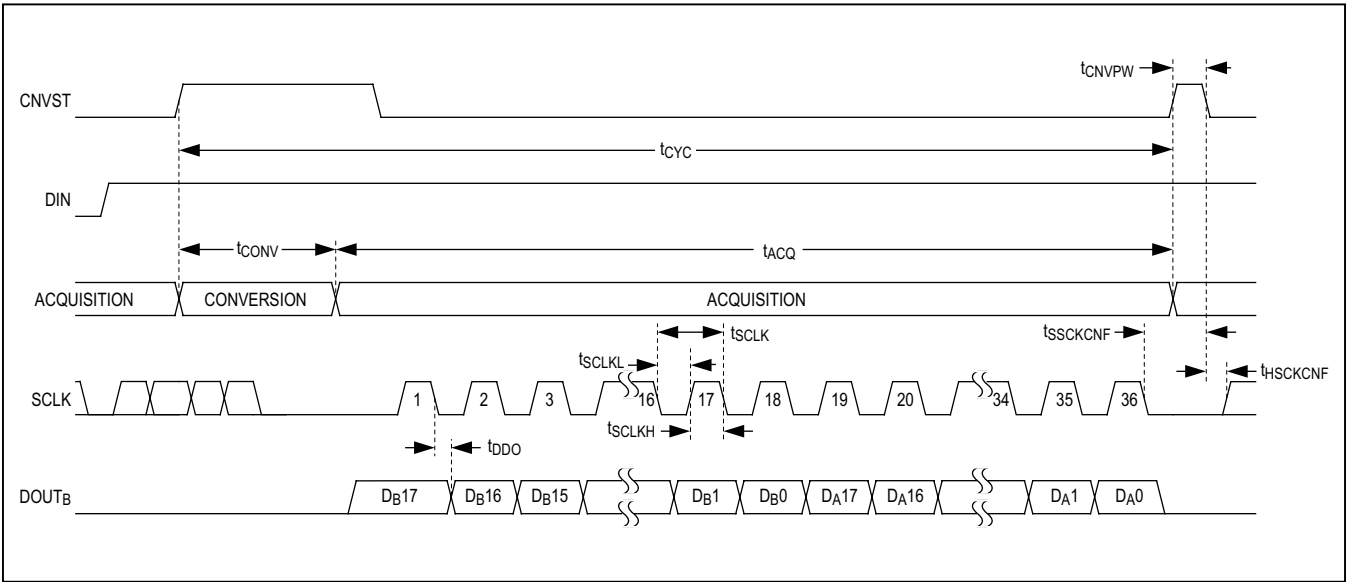 tCNVPW
CNVST
tCYC
DIN
tCONV
tACQ
ACQUISITION CONVERSION ACQUISITION
tSCLK
tSSCKCNF
tSCLKL
tHSCKCNF
SCLK 1 2 3 16 17 18 19 20 34 35 36
tSCLKH
tDDO
DOUTB DB17 DB16 DB15 DB1 DB0 DA17 DA16 DA1 DA0